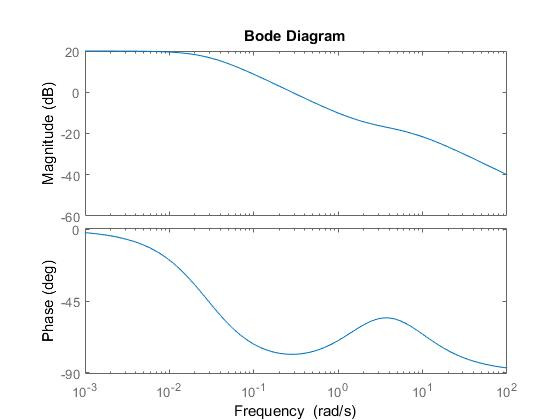 Bode Diagram
Magnitude (dB)
20
0
-20
-40
-60
Phase (deg)
0
-45
-90
10^-3 10^-2 10^-1 10^0 10^1 10^2
Frequency (rad/s)